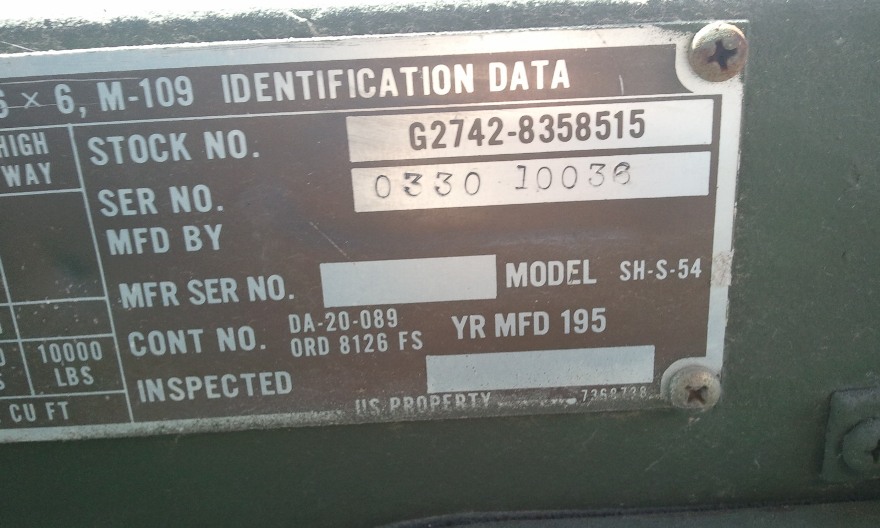 6 × 6, M-109 IDENTIFICATION DATA
HIGH
WAY
STOCK NO. G2742-8358515
SER NO. 0330 10036
MFD BY
MFR SER NO. MODEL SH-S-54
CONT NO. DA-20-089
ORD 8126 FS YR MFD 195
10000
LBS
INSPECTED
CU FT
US PROPERTY 7368738